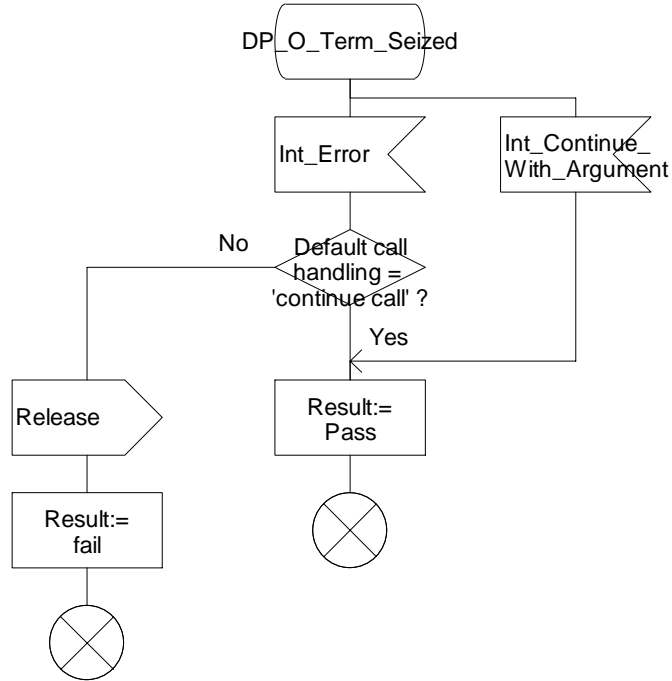 DP_O_Term_Seized
Int_Error
Int_Continue_
With_Argument
No
Default call
handling =
'continue call' ?
Yes
Release
Result:=
Pass
Result:=
fail